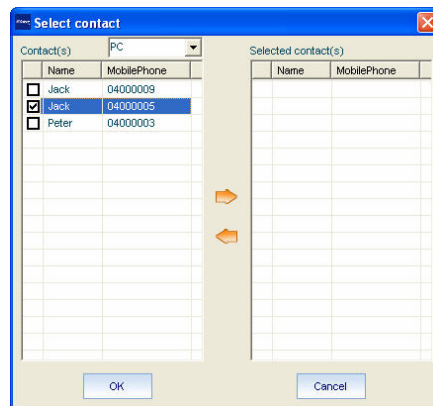 Select contact
Contact(s) PC Selected contact(s)
Name MobilePhone Name MobilePhone
Jack 04000009
Jack 04000005
Peter 04000003
OK Cancel